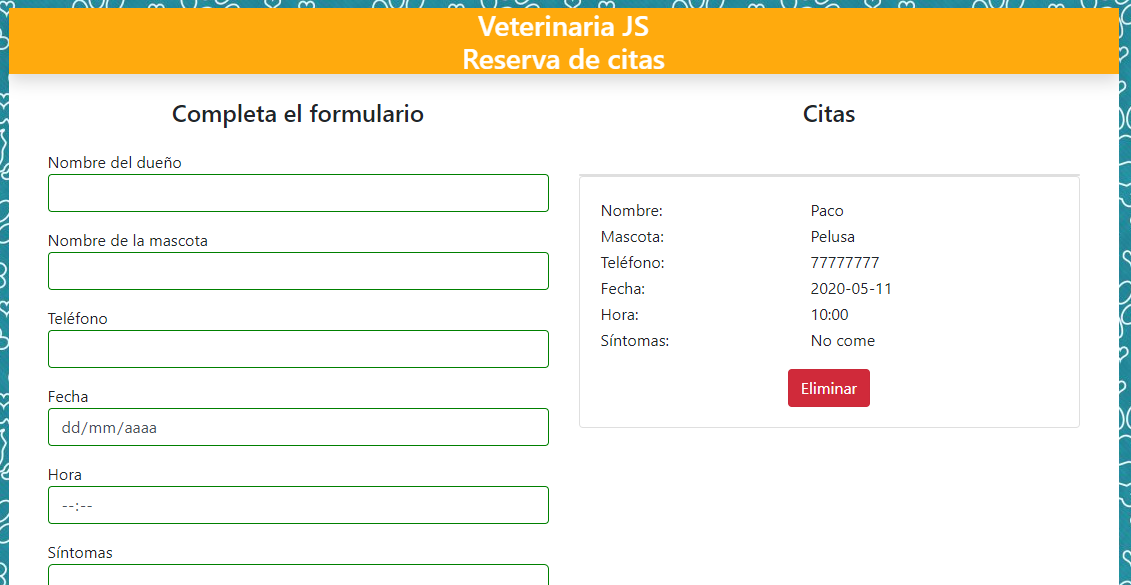 Veterinaria JS
Reserva de citas
Completa el formulario
Nombre del dueño
Nombre de la mascota
Teléfono
Fecha
dd/mm/aaaa
Hora
--:--
Síntomas
Citas
Nombre: Paco
Mascota: Pelusa
Teléfono: 77777777
Fecha: 2020-05-11
Hora: 10:00
Síntomas: No come
Eliminar